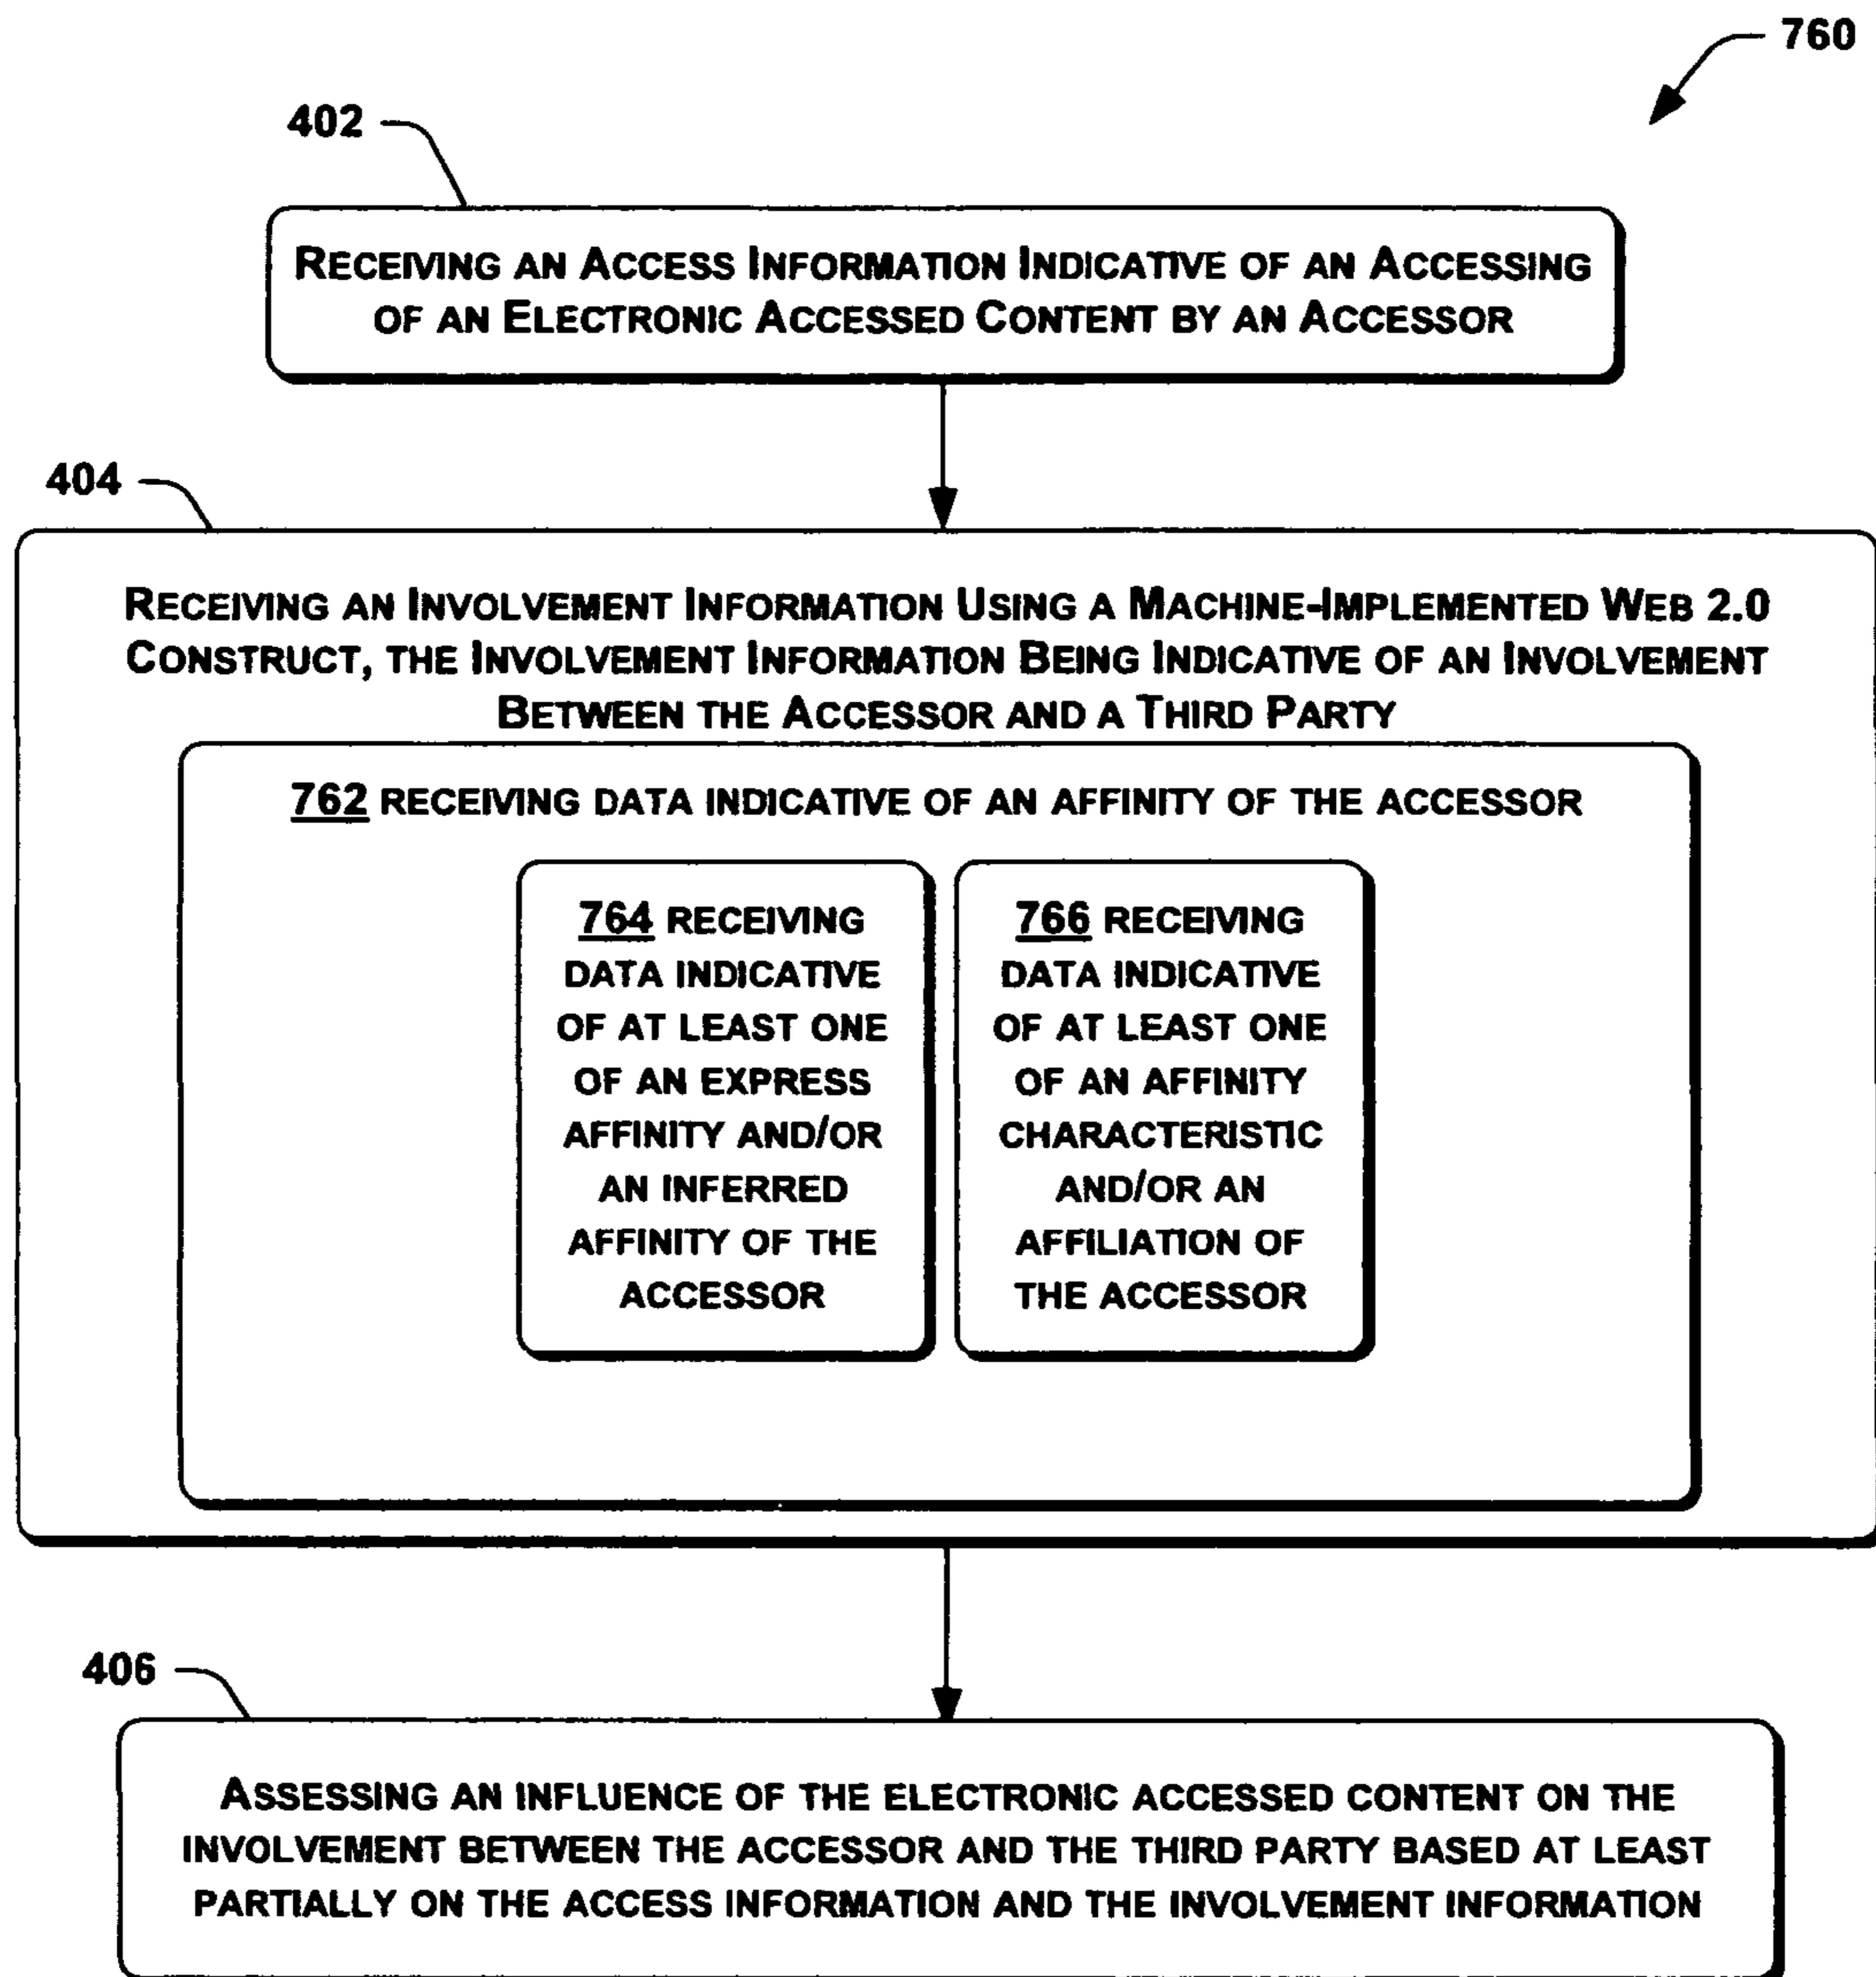 760
402
RECEIVING AN ACCESS INFORMATION INDICATIVE OF AN ACCESSING
OF AN ELECTRONIC ACCESSED CONTENT BY AN ACCESSOR
404
RECEIVING AN INVOLVEMENT INFORMATION USING A MACHINE-IMPLEMENTED WEB 2.0
CONSTRUCT, THE INVOLVEMENT INFORMATION BEING INDICATIVE OF AN INVOLVEMENT
BETWEEN THE ACCESSOR AND A THIRD PARTY
762 RECEIVING DATA INDICATIVE OF AN AFFINITY OF THE ACCESSOR
764 RECEIVING
DATA INDICATIVE
OF AT LEAST ONE
OF AN EXPRESS
AFFINITY AND/OR
AN INFERRED
AFFINITY OF THE
ACCESSOR
766 RECEIVING
DATA INDICATIVE
OF AT LEAST ONE
OF AN AFFINITY
CHARACTERISTIC
AND/OR AN
AFFILIATION OF
THE ACCESSOR
406
ASSESSING AN INFLUENCE OF THE ELECTRONIC ACCESSED CONTENT ON THE
INVOLVEMENT BETWEEN THE ACCESSOR AND THE THIRD PARTY BASED AT LEAST
PARTIALLY ON THE ACCESS INFORMATION AND THE INVOLVEMENT INFORMATION